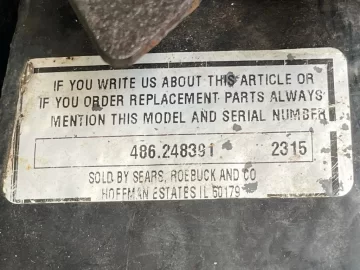 IF YOU WRITE US ABOUT THIS ARTICLE OR
IF YOU ORDER REPLACEMENT PARTS ALWAYS
MENTION THIS MODEL AND SERIAL NUMBER
486.248391 2315
SOLD BY SEARS, ROEBUCK AND CO
HOFFMAN ESTATES IL 60179